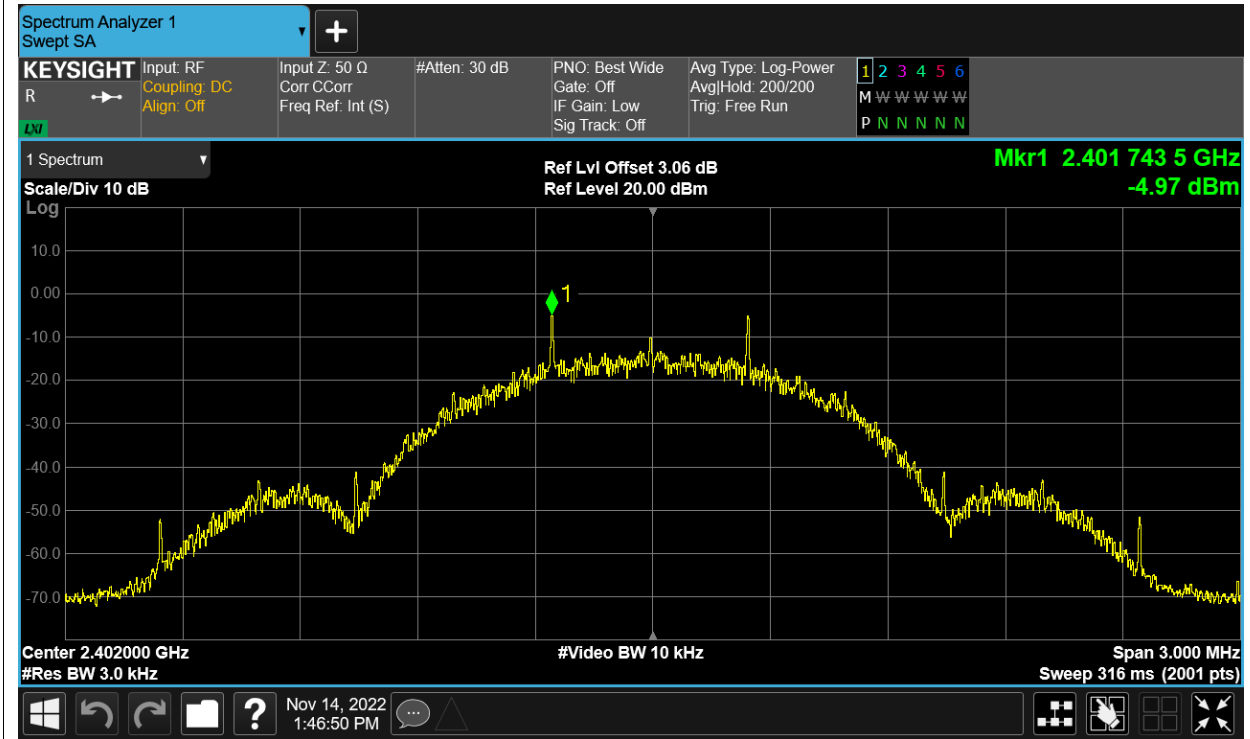 Spectrum Analyzer 1
Swept SA
+
KEYSIGHT
R
LXI
Input: RF
Coupling: DC
Align: Off
Input Z: 50 Ω
Corr CCorr
Freq Ref: Int (S)
#Atten: 30 dB
PNO: Best Wide
Gate: Off
IF Gain: Low
Sig Track: Off
Avg Type: Log-Power
Avg|Hold: 200/200
Trig: Free Run
1 2 3 4 5 6
M W W W W W
P N N N N N
1 Spectrum
Scale/Div 10 dB
Log
Ref Lvl Offset 3.06 dB
Ref Level 20.00 dBm
Mkr1 2.401 743 5 GHz
-4.97 dBm
10.0
0.00
-10.0
-20.0
-30.0
-40.0
-50.0
-60.0
-70.0
1
Center 2.402000 GHz
#Res BW 3.0 kHz
#Video BW 10 kHz
Span 3.000 MHz
Sweep 316 ms (2001 pts)
?
Nov 14, 2022
1:46:50 PM